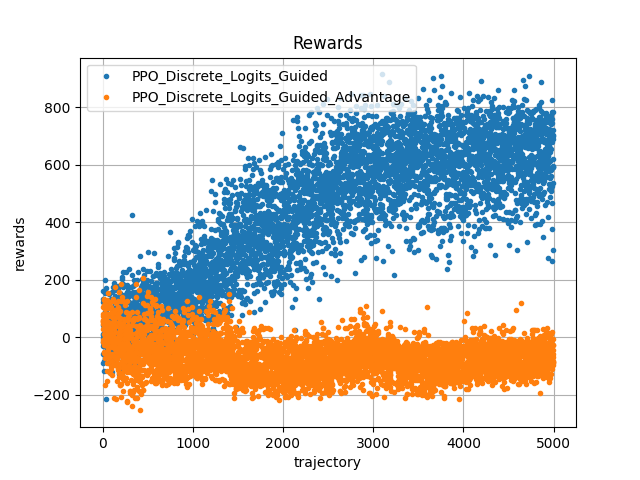 Rewards
PPO_Discrete_Logits_Guided
PPO_Discrete_Logits_Guided_Advantage
800
600
400
200
0
−200
rewards
0 1000 2000 3000 4000 5000
trajectory